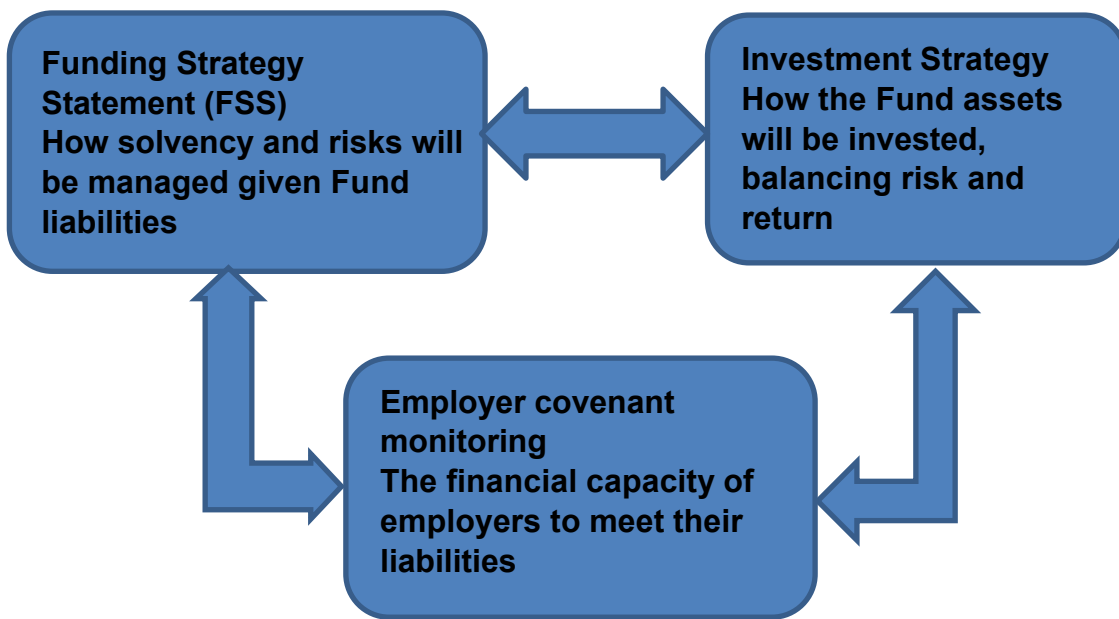 Funding Strategy
Statement (FSS)
How solvency and risks will
be managed given Fund
liabilities
Investment Strategy
How the Fund assets
will be invested,
balancing risk and
return
Employer covenant
monitoring
The financial capacity of
employers to meet their
liabilities